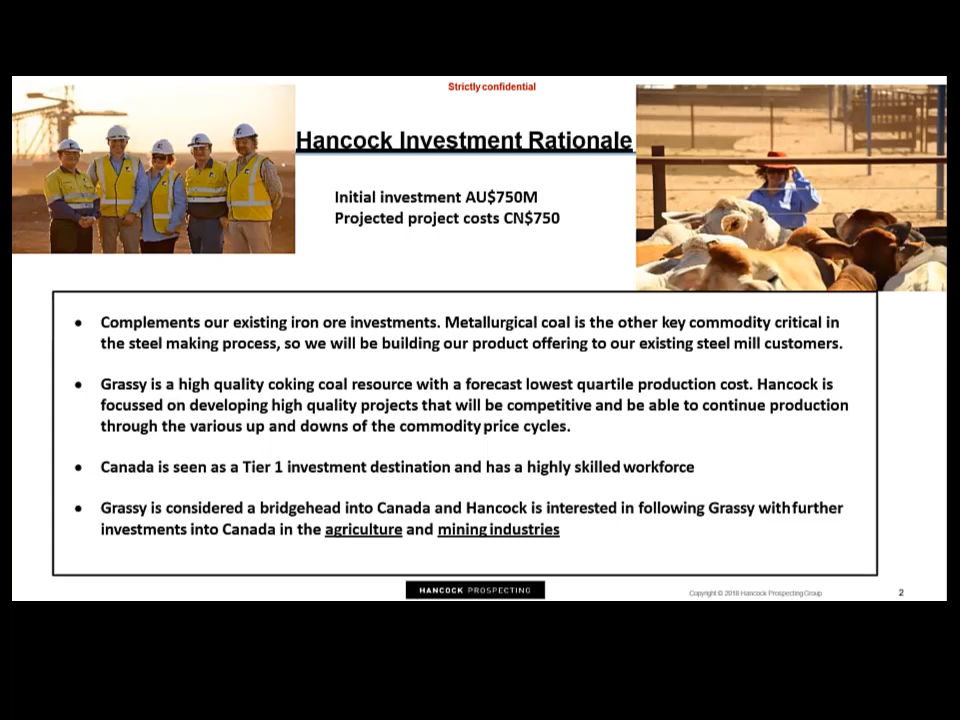 Strictly confidential
Hancock Investment Rationale
Initial investment AU$750M
Projected project costs CN$750
• Complements our existing iron ore investments. Metallurgical coal is the other key commodity critical in
the steel making process, so we will be building our product offering to our existing steel mill customers.
• Grassy is a high quality coking coal resource with a forecast lowest quartile production cost. Hancock is
focussed on developing high quality projects that will be competitive and be able to continue production
through the various up and downs of the commodity price cycles.
• Canada is seen as a Tier 1 investment destination and has a highly skilled workforce
• Grassy is considered a bridgehead into Canada and Hancock is interested in following Grassy with further
investments into Canada in the agriculture and mining industries
HANCOCK PROSPECTING
Copyright © 2018 Hancock Prospecting Group
2